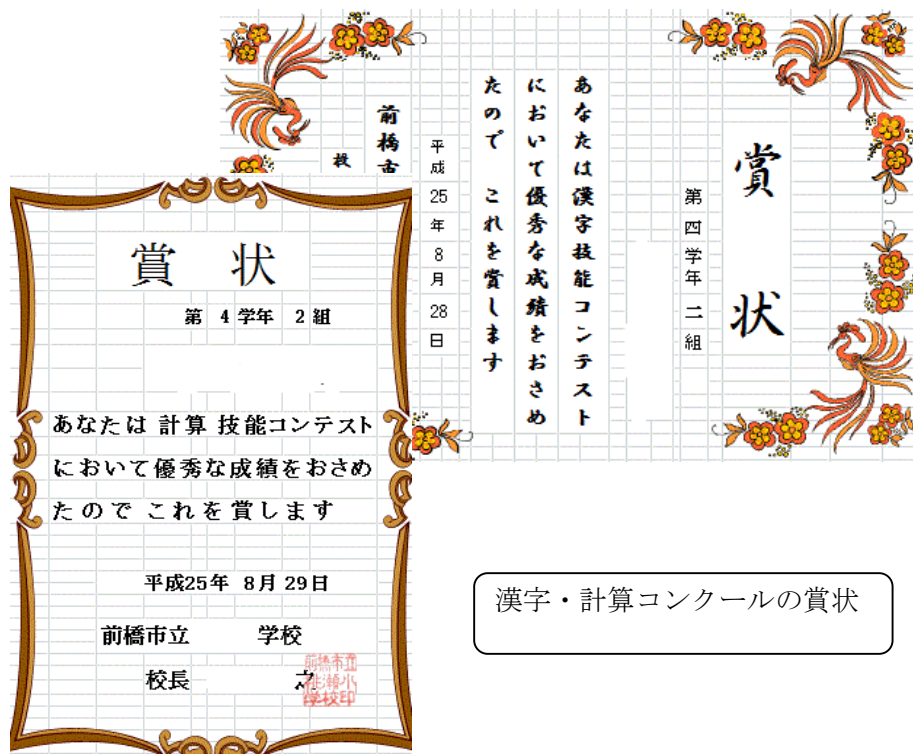 賞状
第四学年 二組
あなたは漢字技能コンテスト
において優秀な成績をおさめ
たので これを賞します
平成25年8月28日
前橋市
校
賞 状
第 4 学年 2 組
あなたは 計算 技能コンテスト
において優秀な成績をおさめ
たので これを 賞します
平成25年 8月 29日
前橋市立 学校
校長 之
前橋市立
桃瀬小
学校印
漢字・計算コンクールの賞状